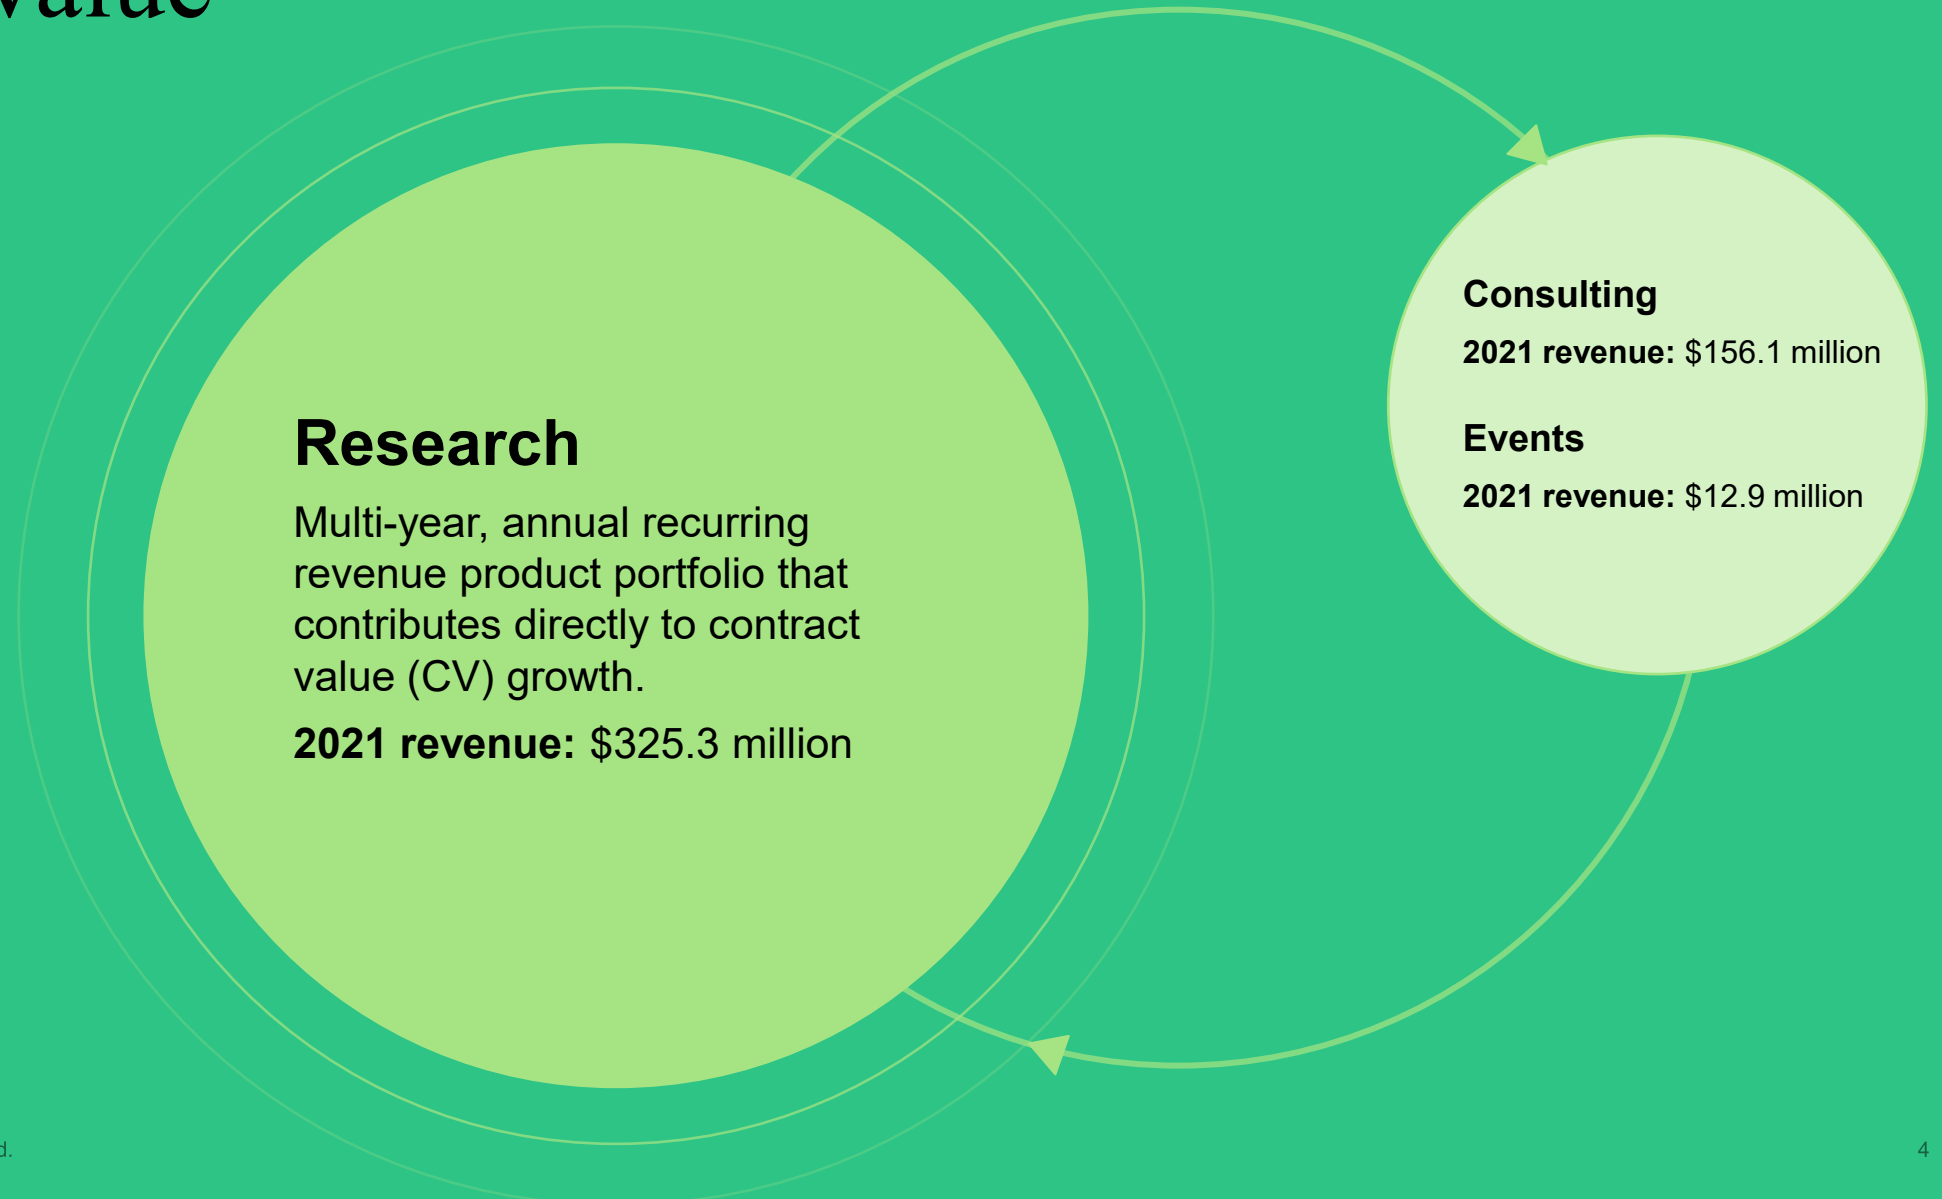 value
Research
Multi-year, annual recurring
revenue product portfolio that
contributes directly to contract
value (CV) growth.
2021 revenue: $325.3 million
Consulting
2021 revenue: $156.1 million
Events
2021 revenue: $12.9 million
d.
4